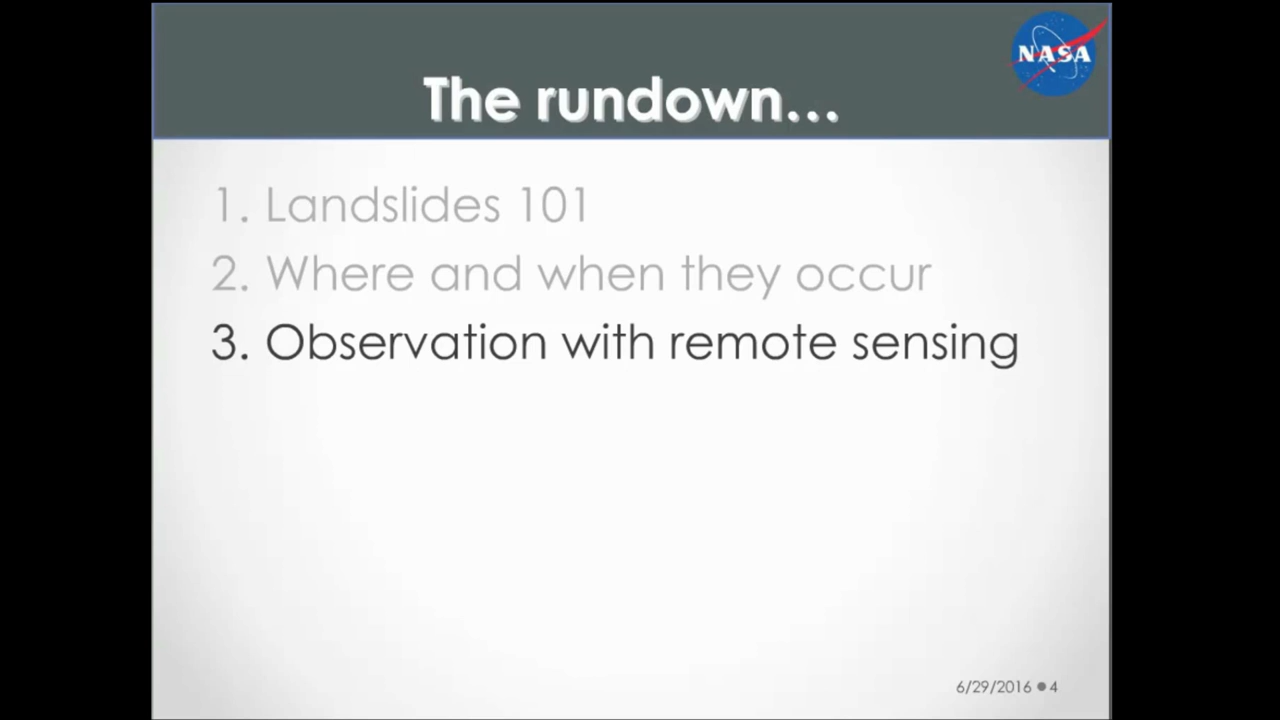 NASA
The rundown...
1. Landslides 101
2. Where and when they occur
3. Observation with remote sensing
6/29/2016 ● 4